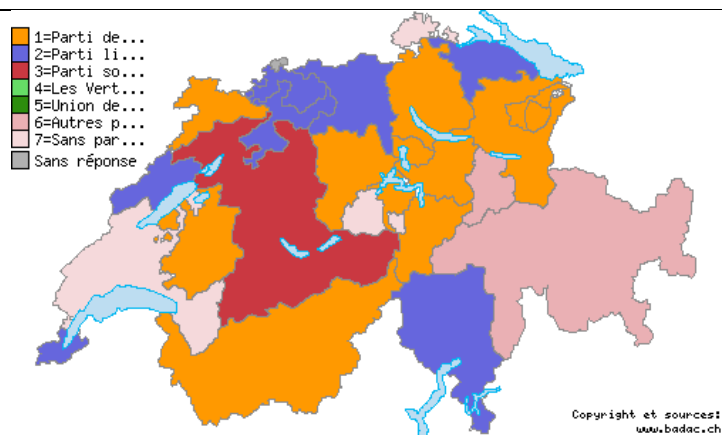 1=Parti de...
2=Parti li...
3=Parti so...
4=Les Vert...
5=Union de...
6=Autres p...
7=Sans par...
Sans réponse
Copyright et sources:
www.badac.ch